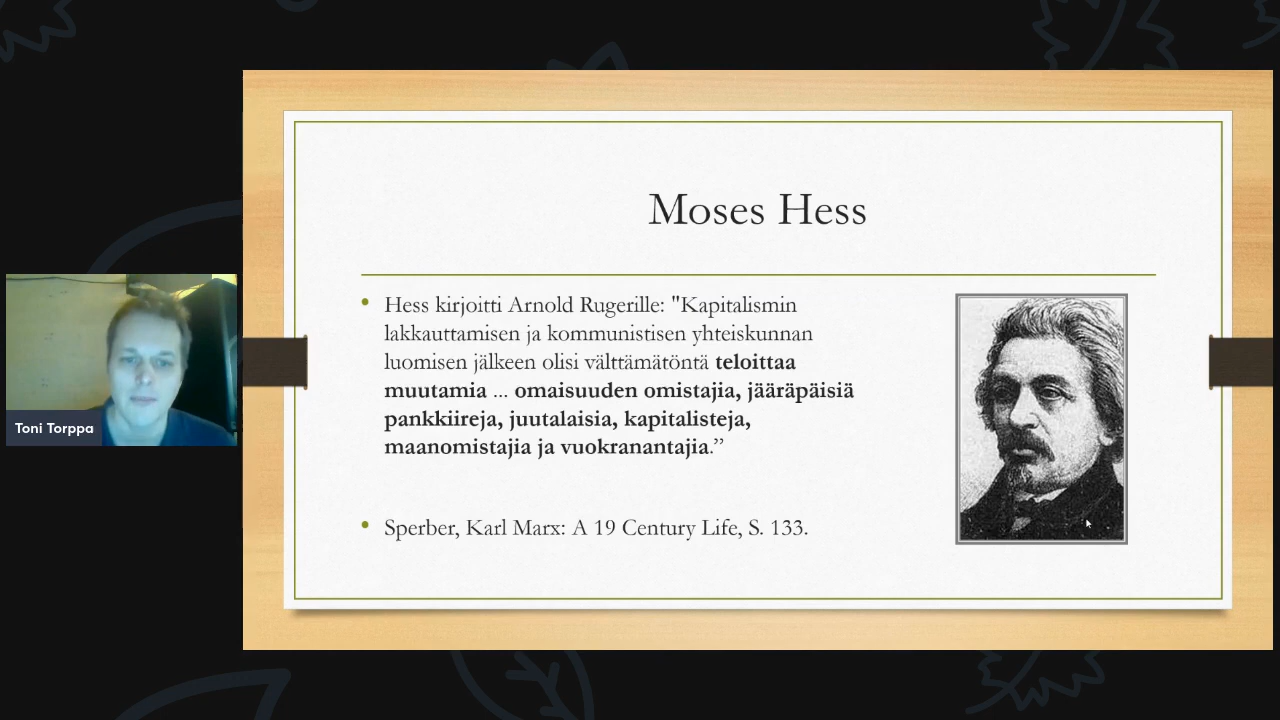 Moses Hess
Hess kirjoitti Arnold Rugerille: "Kapitalismin
lakkauttamisen ja kommunistisen yhteiskunnan
luomisen jälkeen olisi välttämätöntä teloittaa
muutamia ... omaisuuden omistajia, jääräpäisiä
pankkiireja, juutalaisia, kapitalisteja,
maanomistajia ja vuokranantajia.”
Sperber, Karl Marx: A 19 Century Life, S. 133.
Toni Torppa